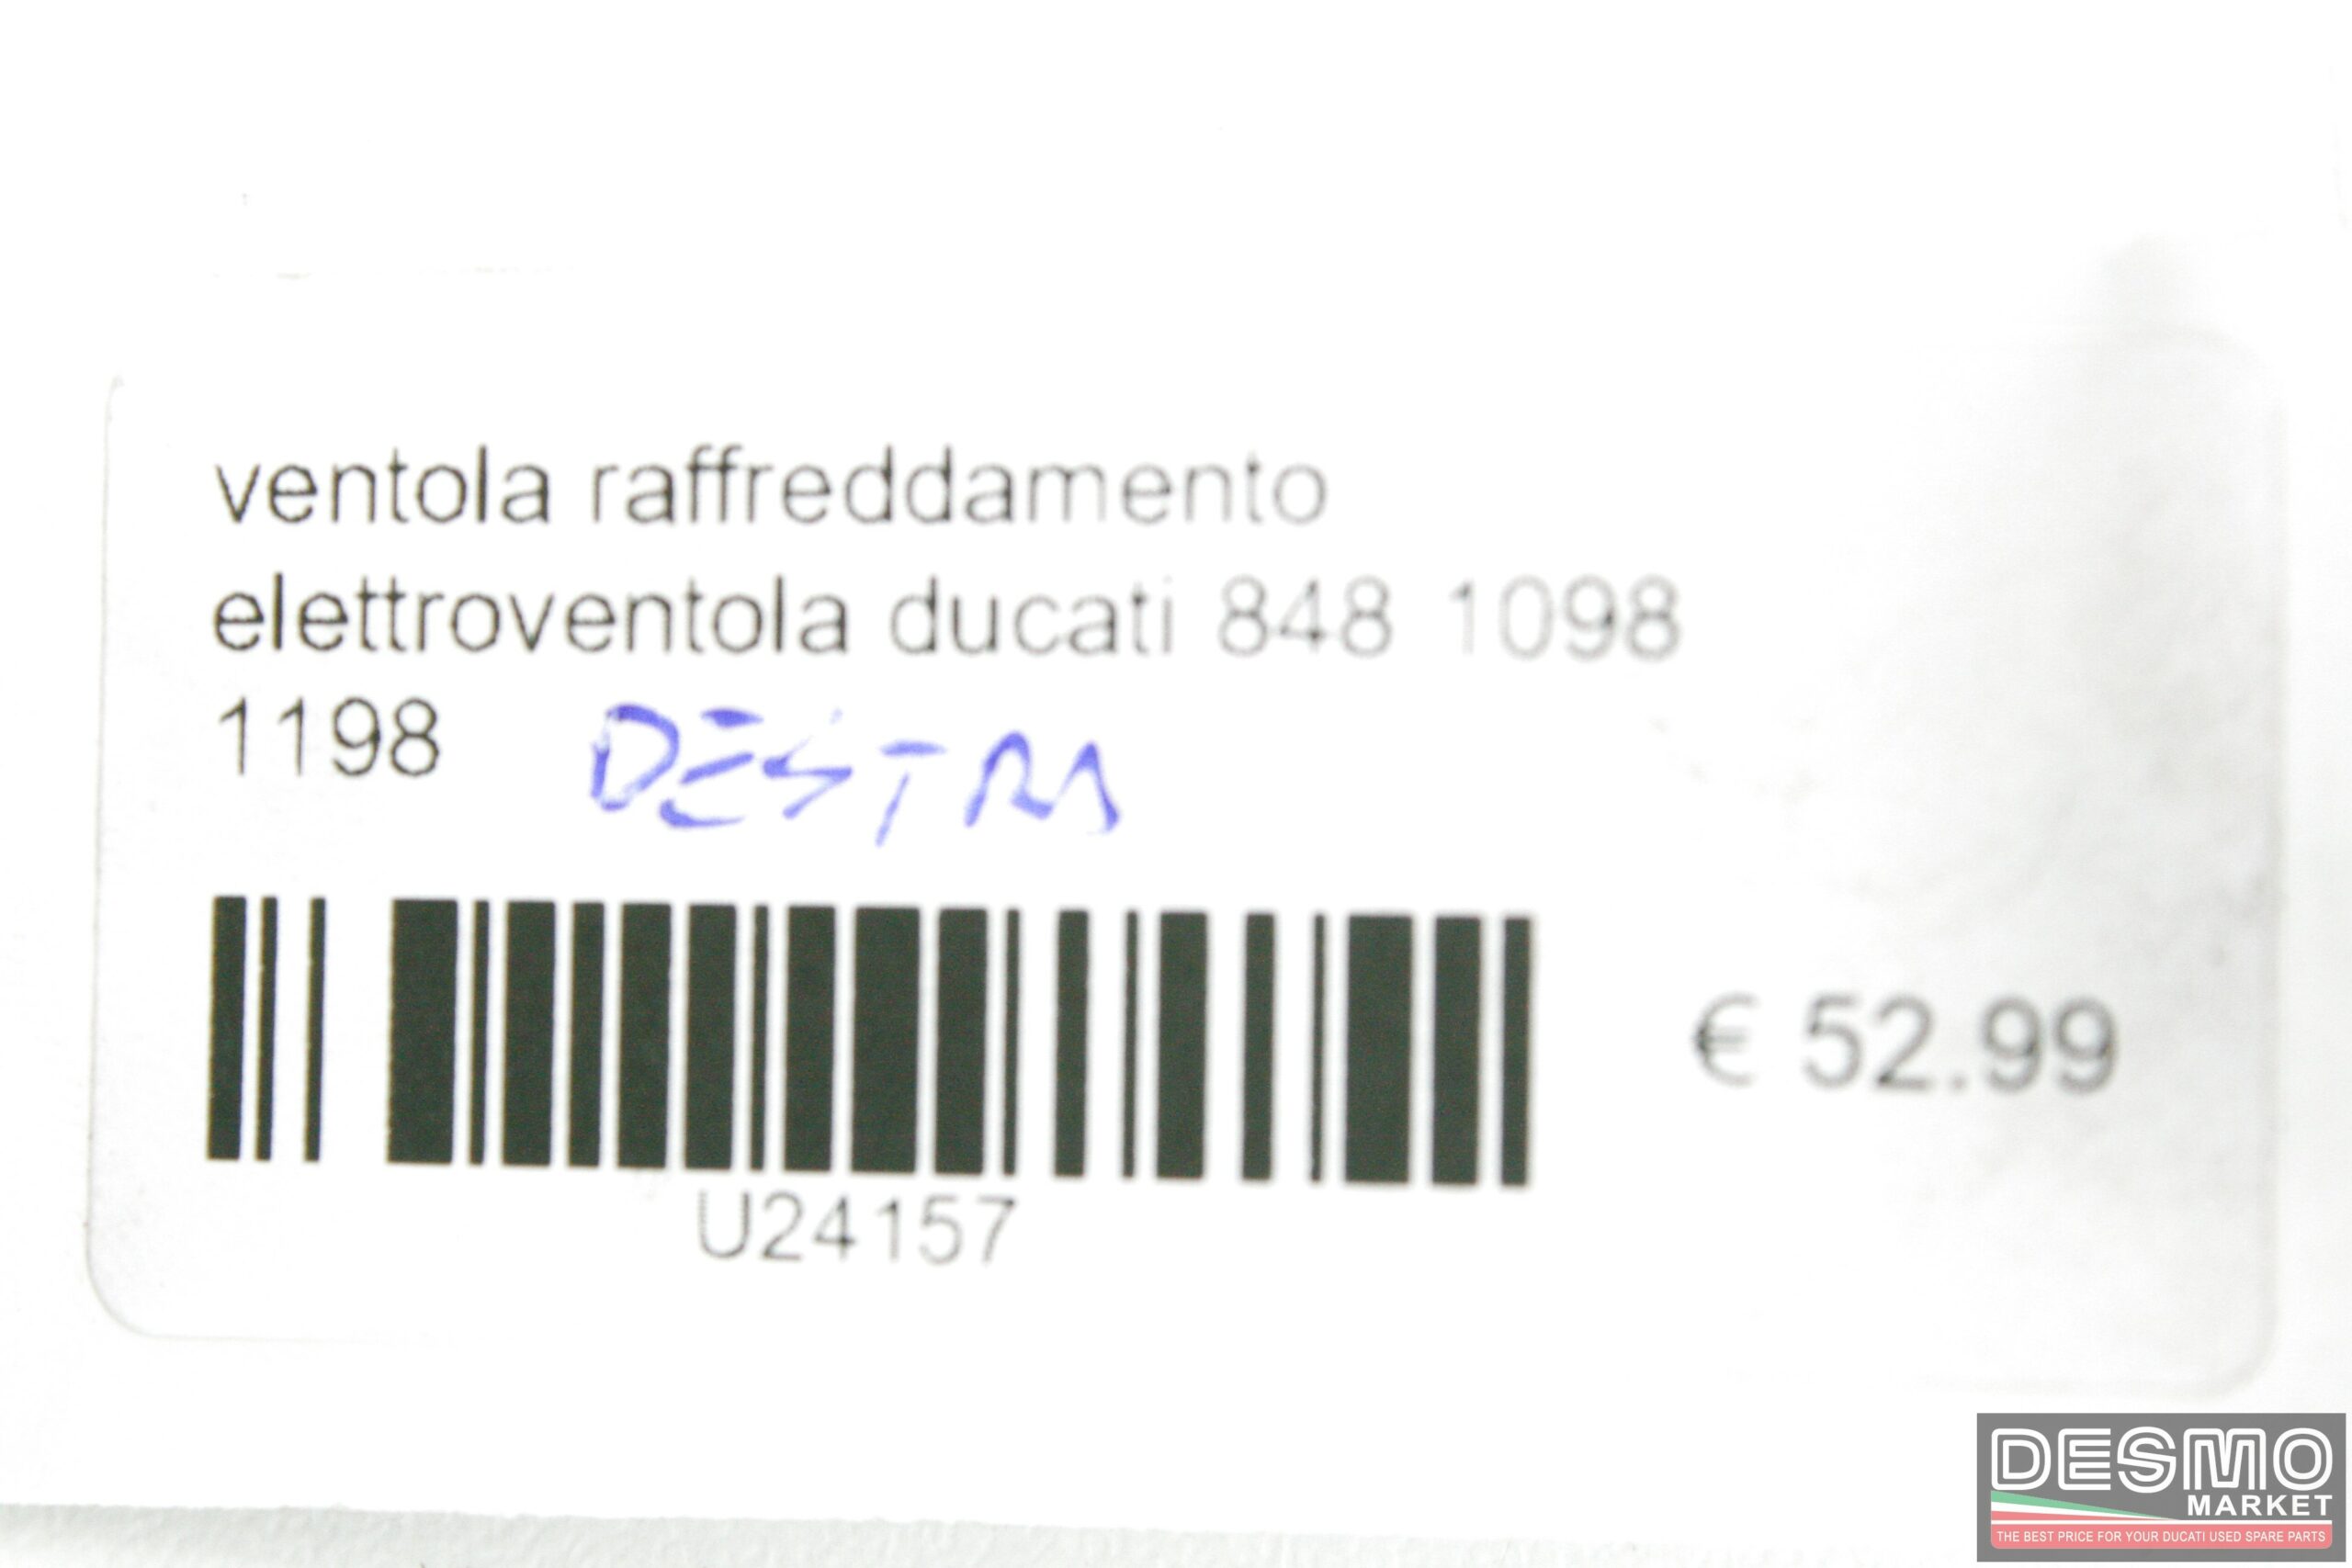 ventola raffreddamento
elettroventola ducati 848 1098
1198 DESTRA
U24157
€ 52.99
DESMO
MARKET
THE BEST PRICE FOR YOUR DUCATI USED SPARE PARTS